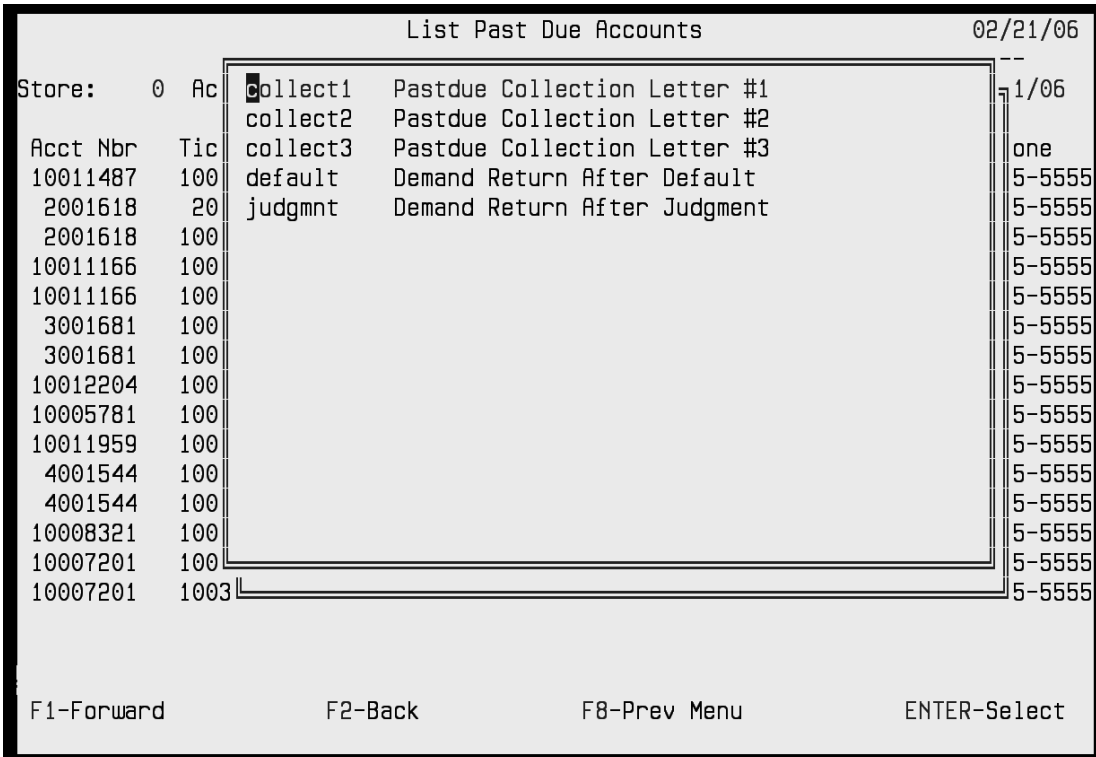 List Past Due Accounts 02/21/06
--
Store: 0 Ac collect1 Pastdue Collection Letter #1 1/06
collect2 Pastdue Collection Letter #2
Acct Nbr Tic collect3 Pastdue Collection Letter #3 one
10011487 100 default Demand Return After Default 5-5555
2001618 20 judgmnt Demand Return After Judgment 5-5555
2001618 100 5-5555
10011166 100 5-5555
10011166 100 5-5555
3001681 100 5-5555
3001681 100 5-5555
10012204 100 5-5555
10005781 100 5-5555
10011959 100 5-5555
4001544 100 5-5555
4001544 100 5-5555
10008321 100 5-5555
10007201 100 5-5555
10007201 1003 5-5555
F1-Forward F2-Back F8-Prev Menu ENTER-Select